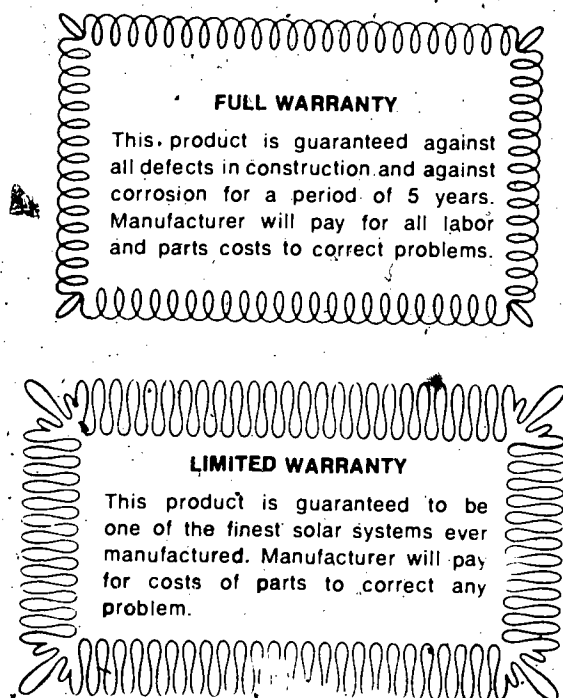 FULL WARRANTY
This product is guaranteed against
all defects in construction and against
corrosion for a period of 5 years.
Manufacturer will pay for all labor
and parts costs to correct problems.
LIMITED WARRANTY
This product is guaranteed to be
one of the finest solar systems ever
manufactured. Manufacturer will pay
for costs of parts to correct any
problem.